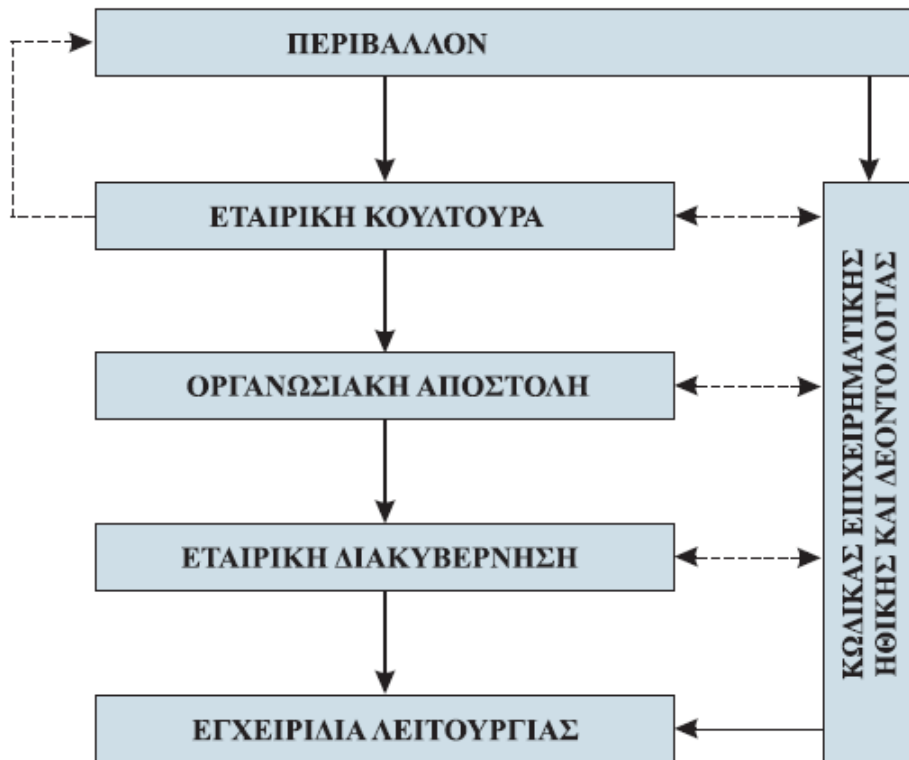 ΠΕΡΙΒΑΛΛΟΝ
ΕΤΑΙΡΙΚΗ ΚΟΥΛΤΟΥΡΑ
ΟΡΓΑΝΩΣΙΑΚΗ ΑΠΟΣΤΟΛΗ
ΕΤΑΙΡΙΚΗ ΔΙΑΚΥΒΕΡΝΗΣΗ
ΕΓΧΕΙΡΙΔΙΑ ΛΕΙΤΟΥΡΓΙΑΣ
ΚΩΔΙΚΑΣ ΕΠΙΧΕΙΡΗΜΑΤΙΚΗΣ
ΗΘΙΚΗΣ ΚΑΙ ΔΕΟΝΤΟΛΟΓΙΑΣ